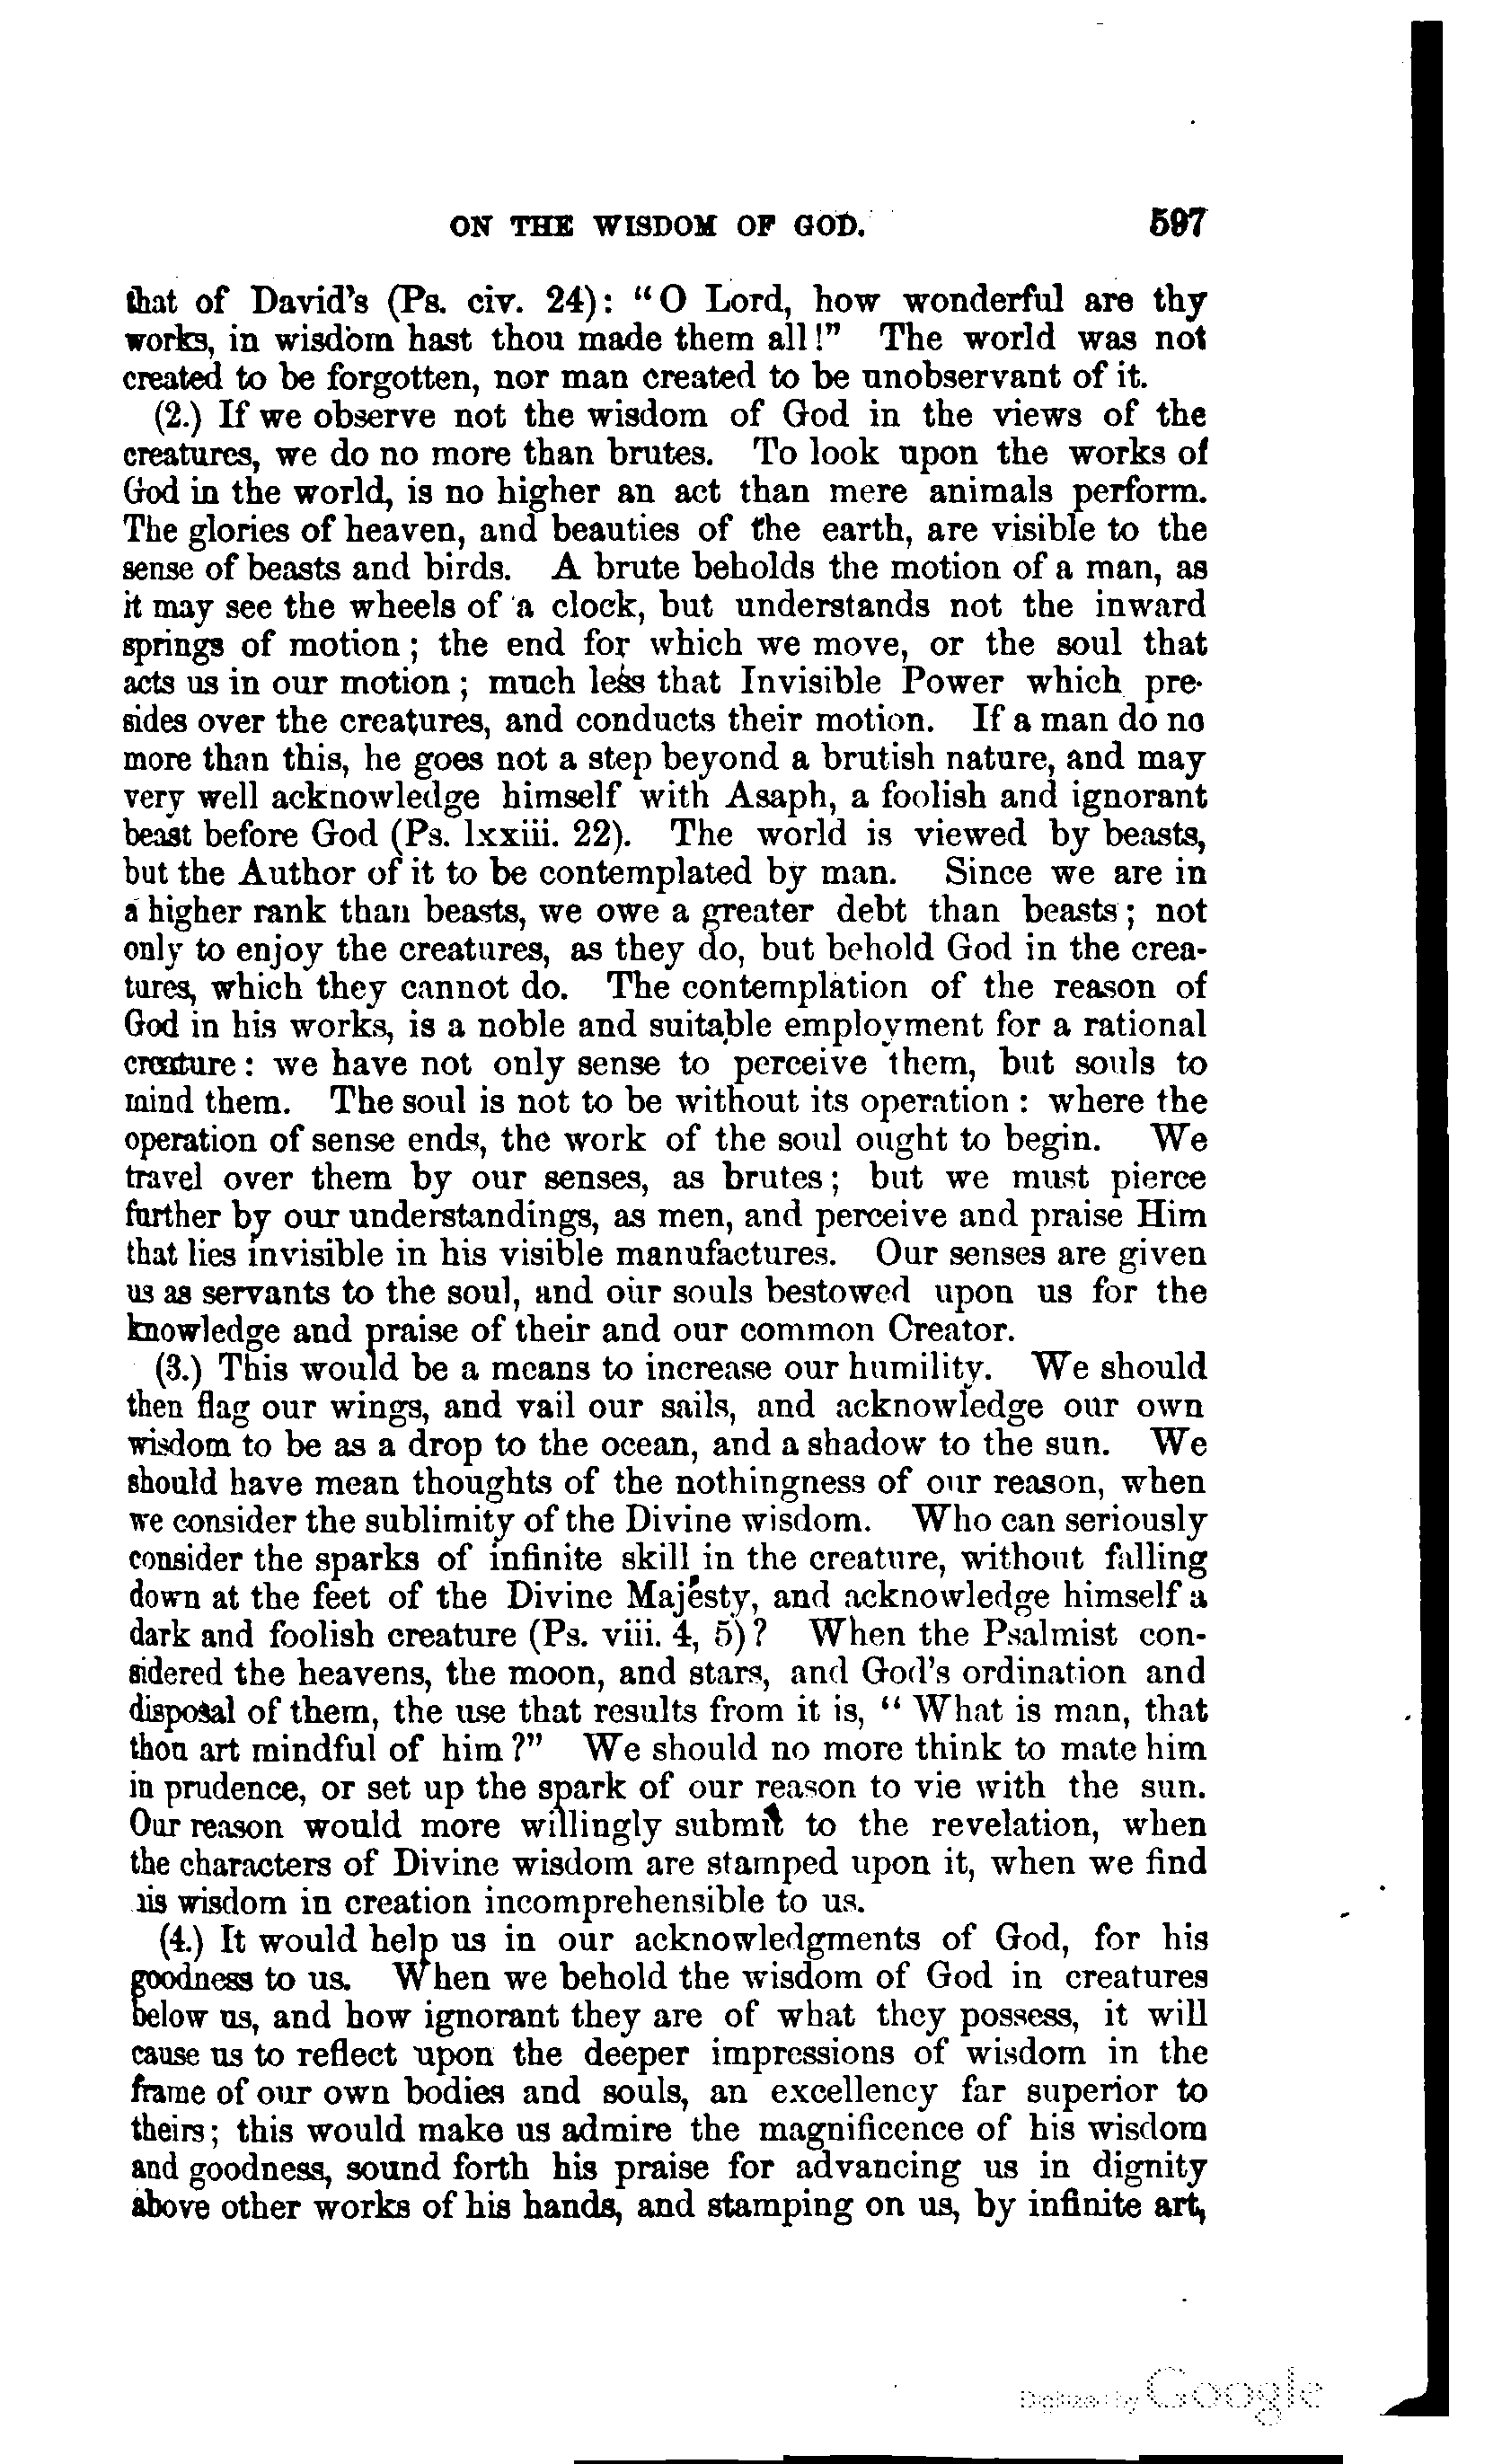 ON THE WISDOM OF GOD. 597
that of David's (Ps. civ. 24): "O Lord, how wonderful are thy
works, in wisdom hast thou made them all!" The world was not
created to be forgotten, nor man created to be unobservant of it.
(2.) If we observe not the wisdom of God in the views of the
creatures, we do no more than brutes. To look upon the works of
God in the world, is no higher an act than mere animals perform.
The glories of heaven, and beauties of the earth, are visible to the
sense of beasts and birds. A brute beholds the motion of a man, as
it may see the wheels of a clock, but understands not the inward
springs of motion; the end for which we move, or the soul that
acts us in our motion; much less that Invisible Power which pre-
sides over the creatures, and conducts their motion. If a man do no
more than this, he goes not a step beyond a brutish nature, and may
very well acknowledge himself with Asaph, a foolish and ignorant
beast before God (Ps. lxxiii. 22). The world is viewed by beasts,
but the Author of it to be contemplated by man. Since we are in
a higher rank than beasts, we owe a greater debt than beasts; not
only to enjoy the creatures, as they do, but behold God in the crea-
tures, which they cannot do. The contemplation of the reason of
God in his works, is a noble and suitable employment for a rational
creature: we have not only sense to perceive them, but souls to
mind them. The soul is not to be without its operation: where the
operation of sense ends, the work of the soul ought to begin. We
travel over them by our senses, as brutes; but we must pierce
further by our understandings, as men, and perceive and praise Him
that lies invisible in his visible manufactures. Our senses are given
us as servants to the soul, and our souls bestowed upon us for the
knowledge and praise of their and our common Creator.
(3.) This would be a means to increase our humility. We should
then flag our wings, and vail our sails, and acknowledge our own
wisdom to be as a drop to the ocean, and a shadow to the sun. We
should have mean thoughts of the nothingness of our reason, when
we consider the sublimity of the Divine wisdom. Who can seriously
consider the sparks of infinite skill in the creature, without falling
down at the feet of the Divine Majesty, and acknowledge himself a
dark and foolish creature (Ps. viii. 4, 5)? When the Psalmist con-
sidered the heavens, the moon, and stars, and God's ordination and
disposal of them, the use that results from it is, "What is man, that
thou art mindful of him?" We should no more think to mate him
in prudence, or set up the spark of our reason to vie with the sun.
Our reason would more willingly submit to the revelation, when
the characters of Divine wisdom are stamped upon it, when we find
his wisdom in creation incomprehensible to us.
(4.) It would help us in our acknowledgments of God, for his
goodness to us. When we behold the wisdom of God in creatures
below us, and how ignorant they are of what they possess, it will
cause us to reflect upon the deeper impressions of wisdom in the
frame of our own bodies and souls, an excellency far superior to
theirs; this would make us admire the magnificence of his wisdom
and goodness, sound forth his praise for advancing us in dignity
above other works of his hands, and stamping on us, by infinite art,
Digitized by Google